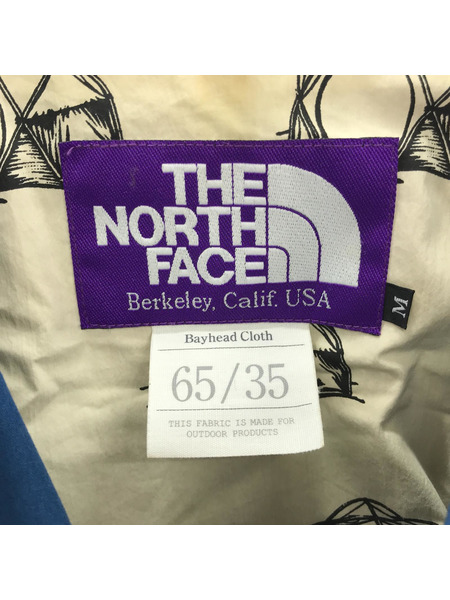 THE
NORTH
FACE
Berkeley, Calif. USA
M
Bayhead Cloth
65/35
THIS FABRIC IS MADE FOR
OUTDOOR PRODUCTS